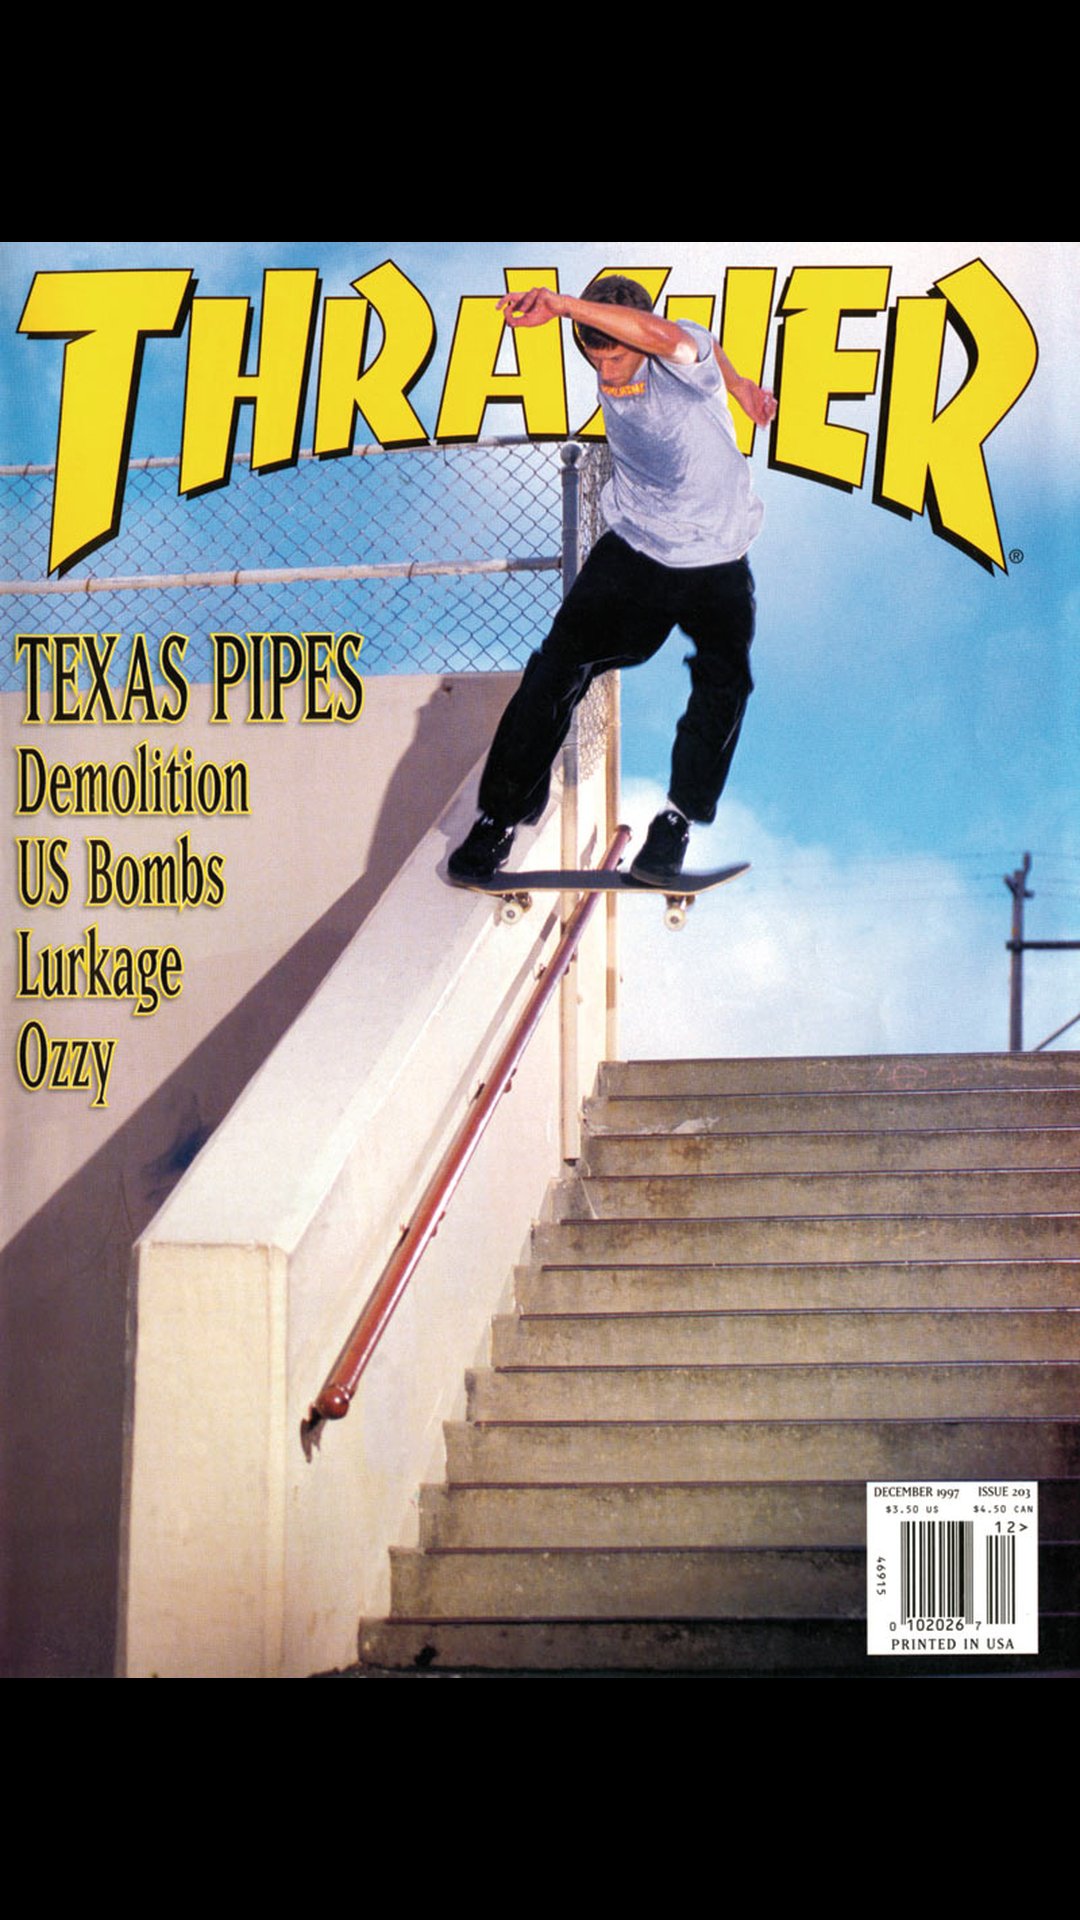 THRASHER
®
TEXAS PIPES
Demolition
US Bombs
Lurkage
Ozzy
DECEMBER 1997 ISSUE 203
$3.50 US $4.50 CAN
12>
46915
0 102026 7
PRINTED IN USA